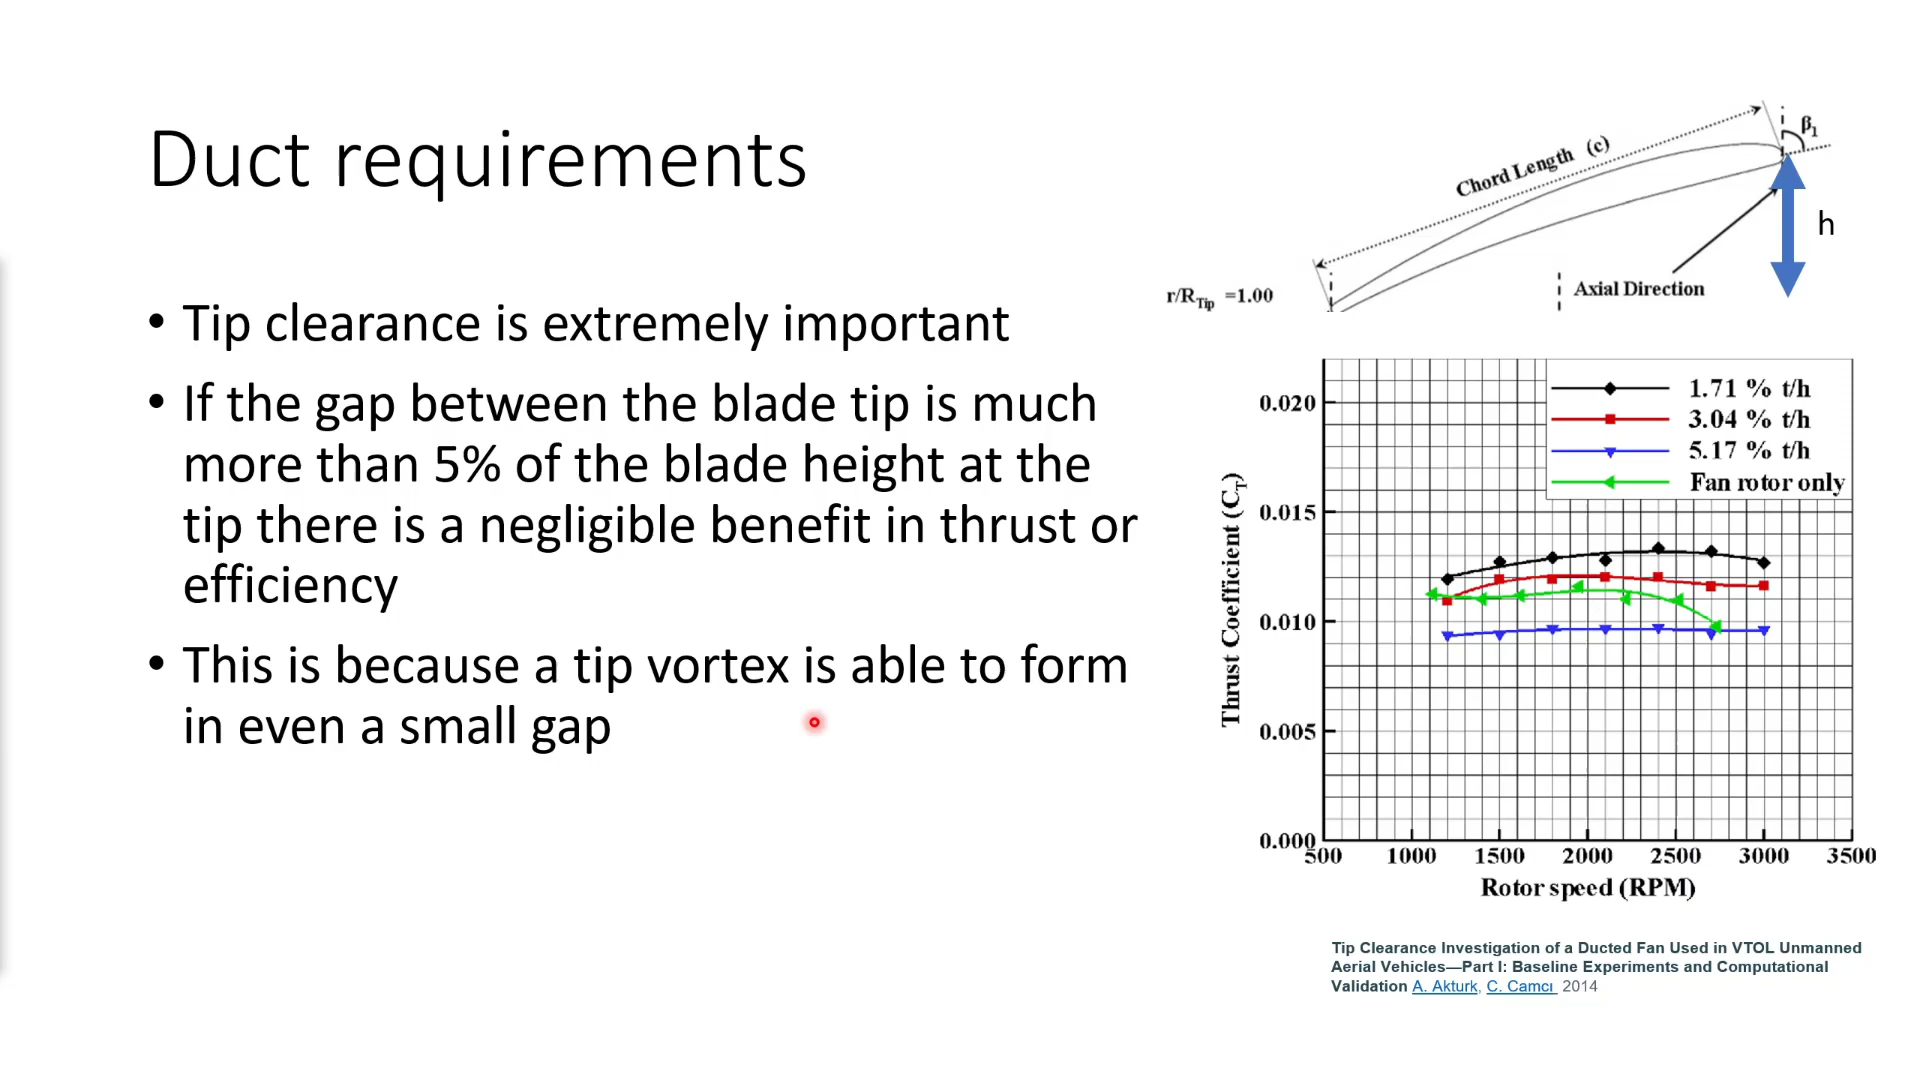 Duct requirements
• Tip clearance is extremely important
• If the gap between the blade tip is much
more than 5% of the blade height at the
tip there is a negligible benefit in thrust or
efficiency
• This is because a tip vortex is able to form
in even a small gap
Chord Length (c)
β1
h
r/RTip =1.00
Axial Direction
1.71 % t/h
3.04 % t/h
5.17 % t/h
Fan rotor only
Thrust Coefficient (CT)
0.020
0.015
0.010
0.005
0.000
500 1000 1500 2000 2500 3000 3500
Rotor speed (RPM)
Tip Clearance Investigation of a Ducted Fan Used in VTOL Unmanned
Aerial Vehicles—Part I: Baseline Experiments and Computational
Validation A. Akturk, C. Camcı 2014